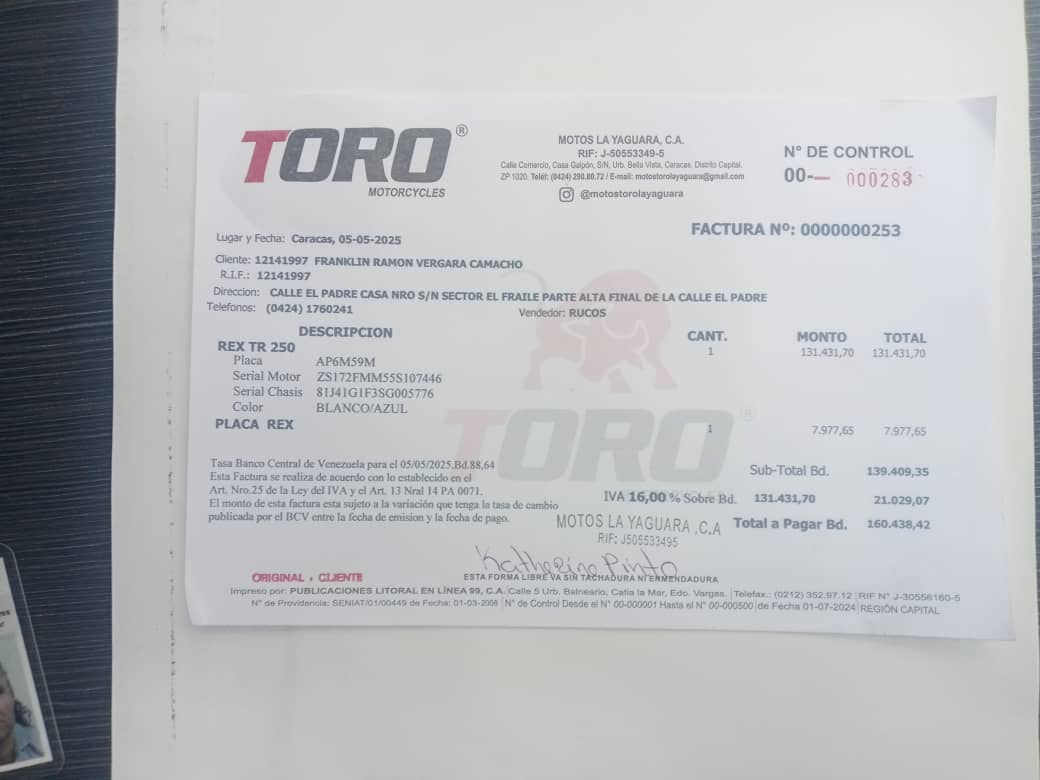 TORO®
MOTORCYCLES
MOTOS LA YAGUARA, C.A.
RIF: J-50553349-5
Calle Comercio, Casa Galpón, S/N, Urb. Bella Vista, Caracas, Distrito Capital.
ZP 1020. Teléf: (0424) 290.80.72 / E-mail: motostorolayaguara@gmail.com
@motostorolayaguara
N° DE CONTROL
00-- 000283
FACTURA Nº: 0000000253
Lugar y Fecha: Caracas, 05-05-2025
Cliente: 12141997 FRANKLIN RAMON VERGARA CAMACHO
R.I.F.: 12141997
Direccion: CALLE EL PADRE CASA NRO S/N SECTOR EL FRAILE PARTE ALTA FINAL DE LA CALLE EL PADRE
Telefonos: (0424) 1760241 Vendedor: RUCOS
DESCRIPCION CANT. MONTO TOTAL
REX TR 250 1 131.431,70 131.431,70
Placa AP6M59M
Serial Motor ZS172FMM55S107446
Serial Chasis 81J41G1F3SG005776
Color BLANCO/AZUL
TORO®
PLACA REX 1 7.977,65 7.977,65
Tasa Banco Central de Venezuela para el 05/05/2025.Bd.88,64
Esta Factura se realiza de acuerdo con lo establecido en el
Art. Nro.25 de la Ley del IVA y el Art. 13 Nral 14 PA 0071.
El monto de esta factura esta sujeto a la variación que tenga la tasa de cambio
publicada por el BCV entre la fecha de emision y la fecha de pago.
Sub-Total Bd. 139.409,35
IVA 16,00 % Sobre Bd. 131.431,70 21.029,07
Total a Pagar Bd. 160.438,42
MOTOS LA YAGUARA ,C.A
RIF: J505533495
Katherine Pinto
ORIGINAL - CLIENTE
ESTA FORMA LIBRE VA SIN TACHADURA NI ENMENDADURA
Impreso por: PUBLICACIONES LITORAL EN LÍNEA 99, C.A. Calle 5 Urb. Balneario, Catia la Mar, Edo. Vargas. Telefax.: (0212) 352.97.12 RIF N° J-30556160-5
N° de Providencia: SENIAT/01/00449 de Fecha: 01-03-2008 N° de Control Desde el N° 00-000001 Hasta el N° 00-000500 de Fecha 01-07-2024 REGIÓN CAPITAL